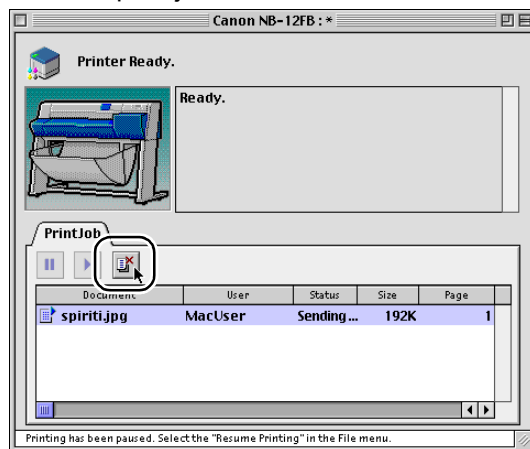 Canon NB-12FB : *
Printer Ready.
Ready.
PrintJob
Document User Status Size Page
spiriti.jpg MacUser Sending... 192K 1
Printing has been paused. Select the "Resume Printing" in the File menu.